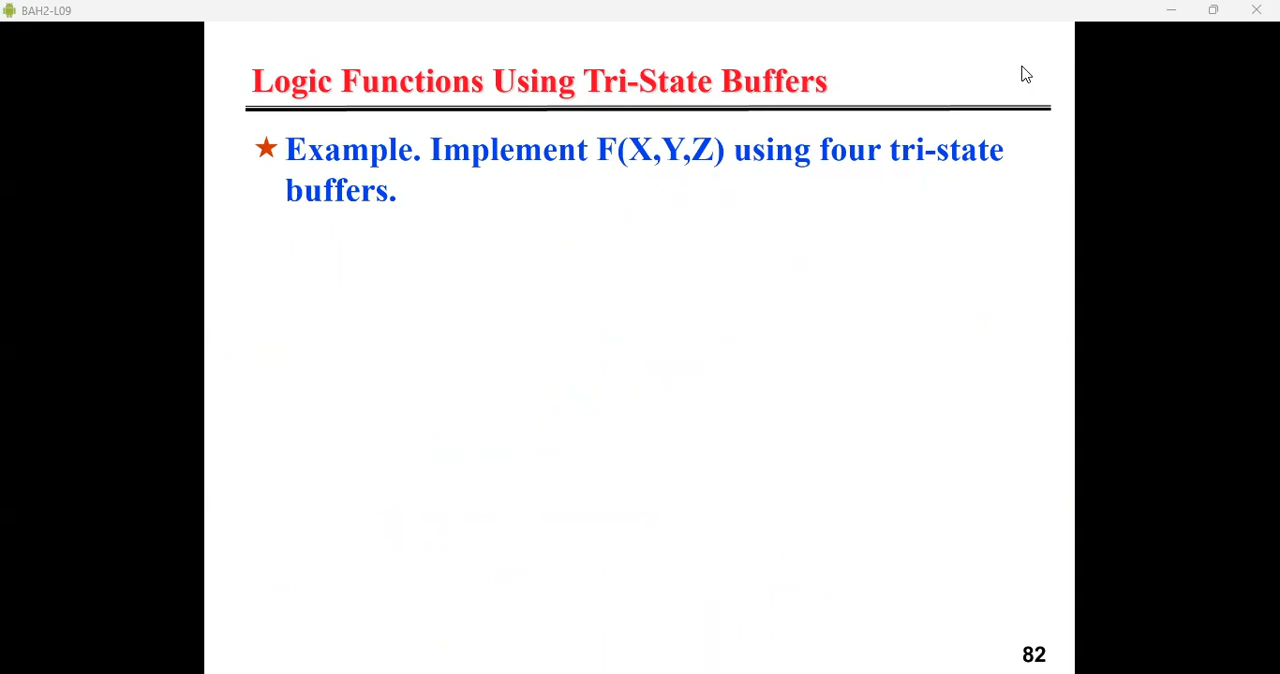 BAH2-L09
Logic Functions Using Tri-State Buffers
Example. Implement F(X,Y,Z) using four tri-state
buffers.
82